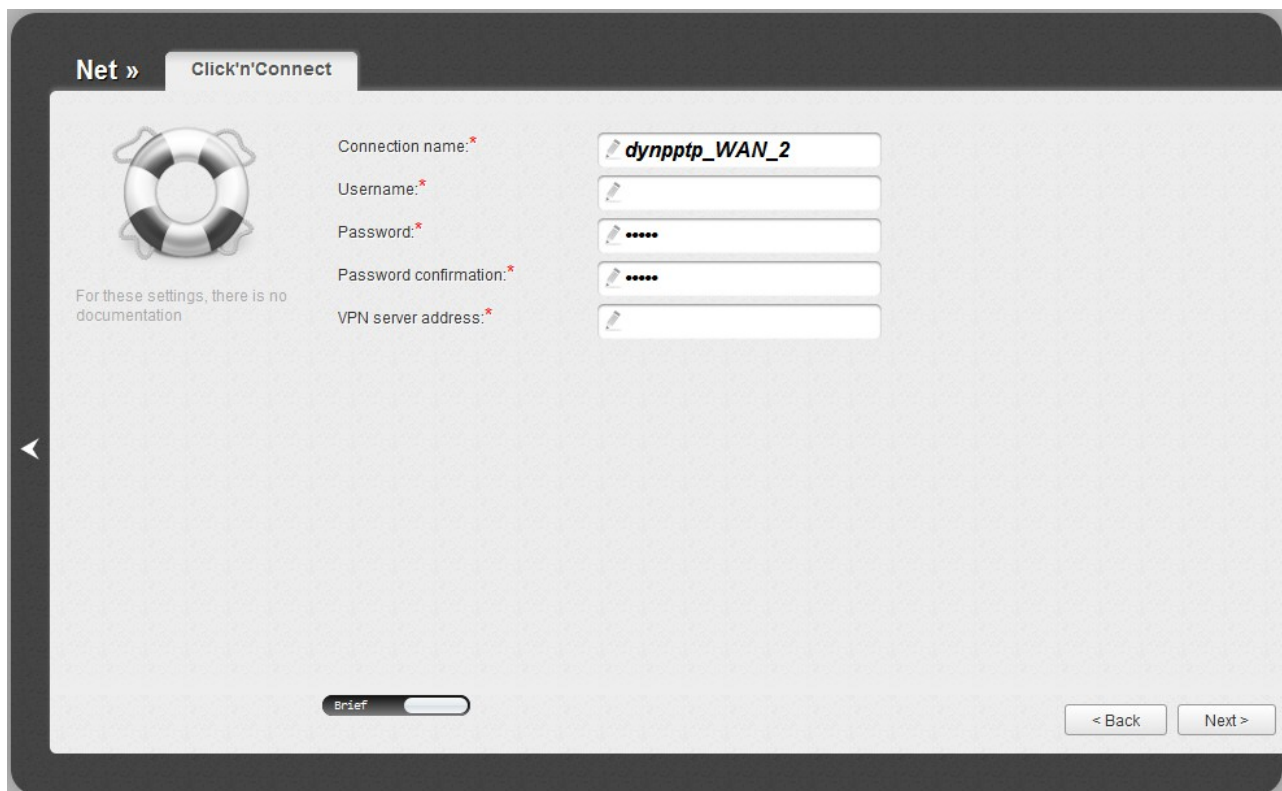 Net » Click'n'Connect
Connection name:* dynpptp_WAN_2
Username:*
Password:* •••••
Password confirmation:* •••••
For these settings, there is no
documentation
VPN server address:*
Brief
< Back Next >